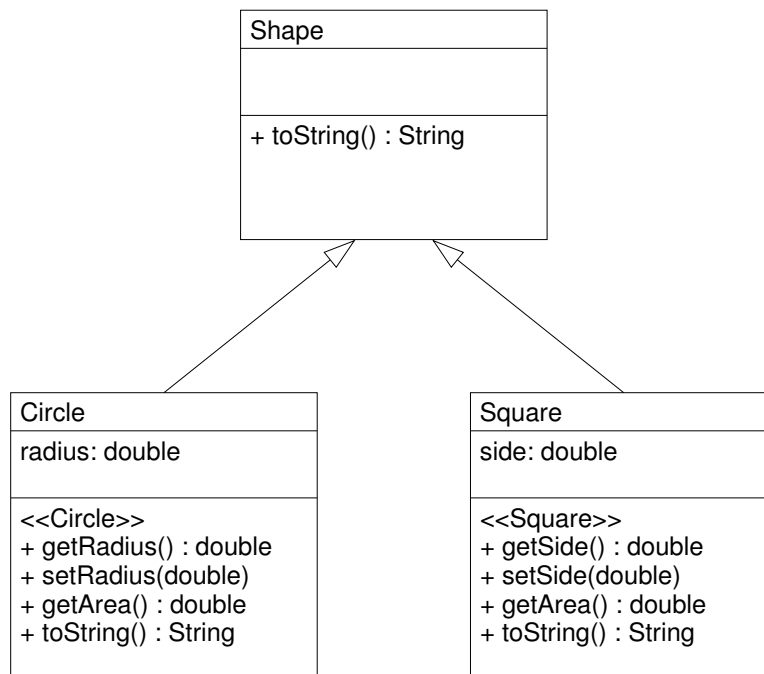 Shape
+ toString() : String
Circle
radius: double
<<Circle>>
+ getRadius() : double
+ setRadius(double)
+ getArea() : double
+ toString() : String
Square
side: double
<<Square>>
+ getSide() : double
+ setSide(double)
+ getArea() : double
+ toString() : String